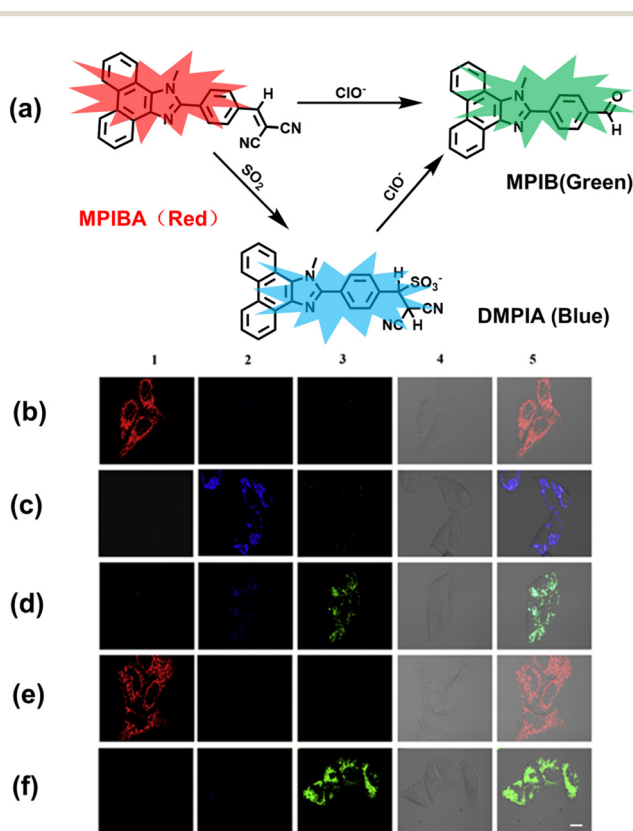 (a)
N
N
H
NC
CN
ClO⁻
N
N
O
H
MPIBA（Red）
SO₂
ClO⁻
MPIB(Green)
N
N
H
SO₃⁻
NC
H
CN
DMPIA (Blue)
1 2 3 4 5
(b)
(c)
(d)
(e)
(f)